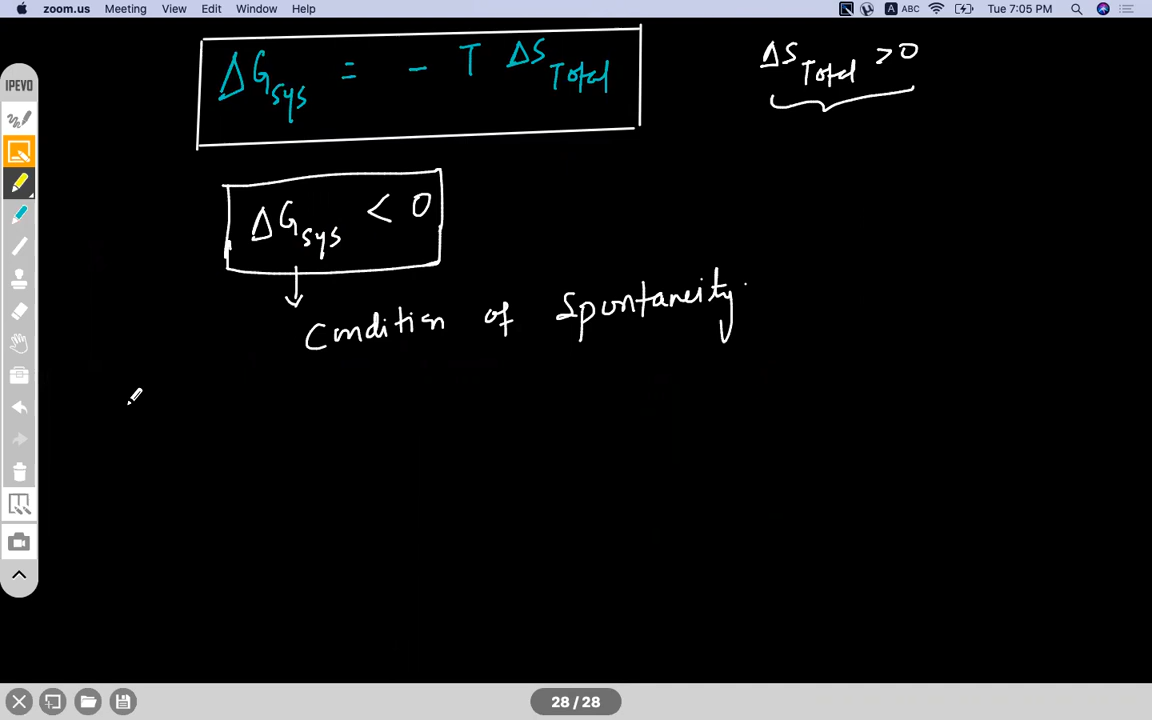 zoom.us Meeting View Edit Window Help ABC Tue 7:05 PM
IPEVO
ΔG_sys = - T ΔS_Total
ΔS_Total > 0
ΔG_sys < 0
Condition of Spontaneity.
28 / 28